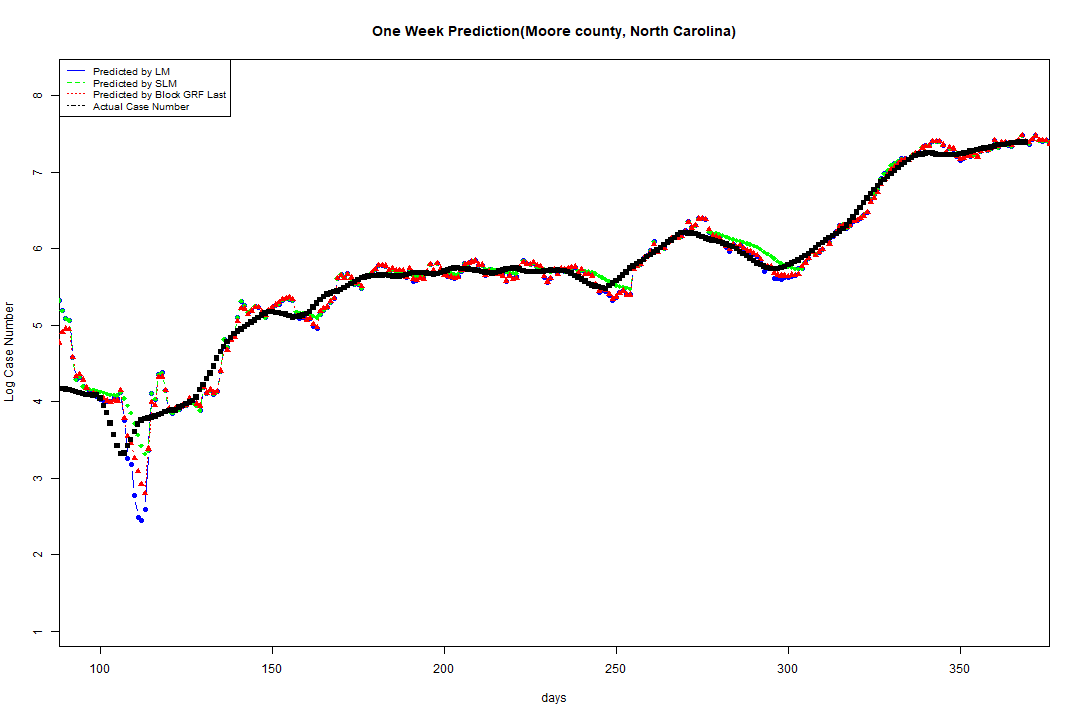 One Week Prediction(Moore county, North Carolina)
Predicted by LM
Predicted by SLM
Predicted by Block GRF Last
Actual Case Number
Log Case Number
8
7
6
5
4
3
2
1
100 150 200 250 300 350
days